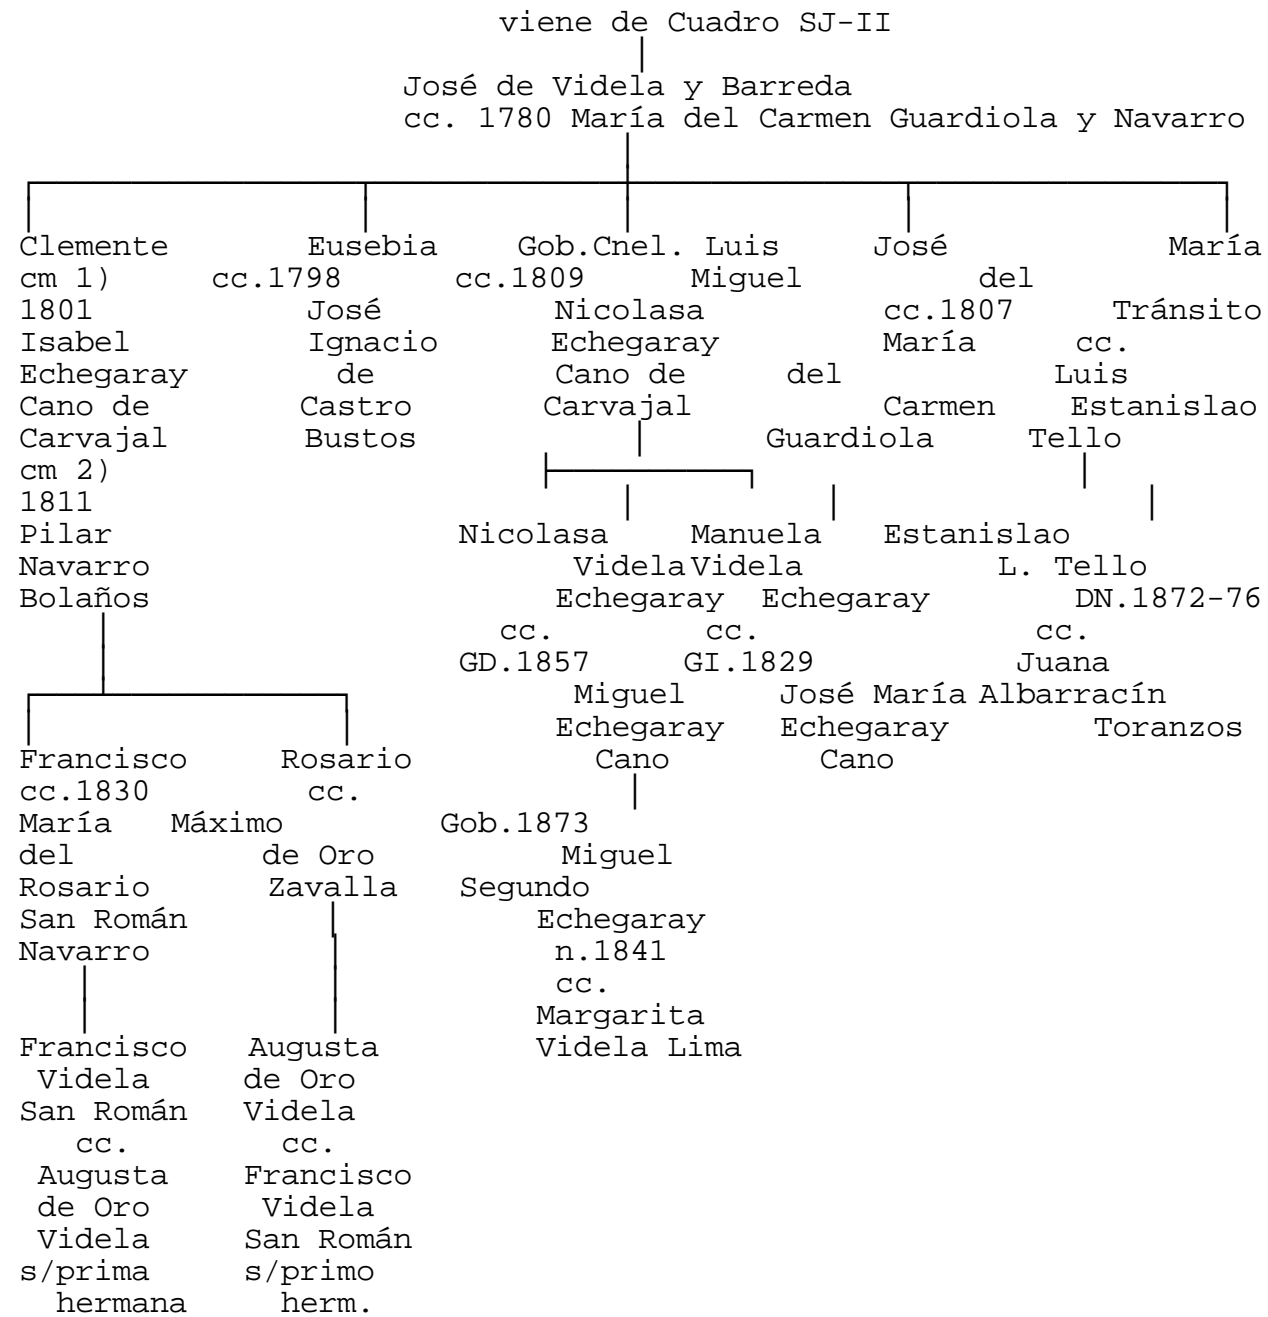 viene de Cuadro SJ-II
José de Videla y Barreda
cc. 1780 María del Carmen Guardiola y Navarro
Clemente Eusebia Gob.Cnel. Luis José María
cm 1) cc.1798 cc.1809 Miguel del
1801 José Nicolasa cc.1807 Tránsito
Isabel Ignacio Echegaray María cc.
Echegaray de Cano de del Luis
Cano de Castro Carvajal Carmen Estanislao
Carvajal Bustos Guardiola Tello
cm 2)
1811
Pilar Nicolasa Manuela Estanislao
Navarro Videla Videla L. Tello
Bolaños Echegaray Echegaray DN.1872-76
cc. cc. cc.
GD.1857 GI.1829 Juana
Miguel José María Albarracín
Echegaray Echegaray Toranzos
Francisco Rosario Cano Cano
cc.1830 cc.
María Máximo Gob.1873
del de Oro Miguel
Rosario Zavalla Segundo
San Román Echegaray
Navarro n.1841
cc.
Margarita
Francisco Augusta Videla Lima
Videla de Oro
San Román Videla
cc. cc.
Augusta Francisco
de Oro Videla
Videla San Román
s/prima s/primo
hermana herm.